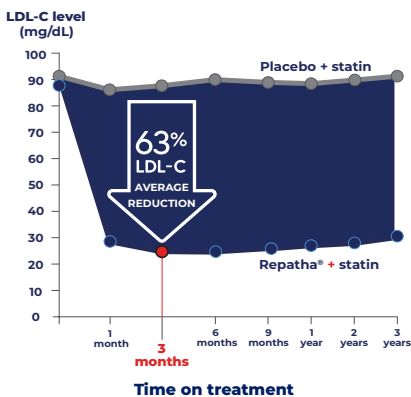 LDL-C level
(mg/dL)
100
90
80
70
60
50
40
30
20
10
0
Placebo + statin
63%
LDL-C
AVERAGE
REDUCTION
Repatha® + statin
1
month
3
months
6
months
9
months
1
year
2
years
3
years
Time on treatment